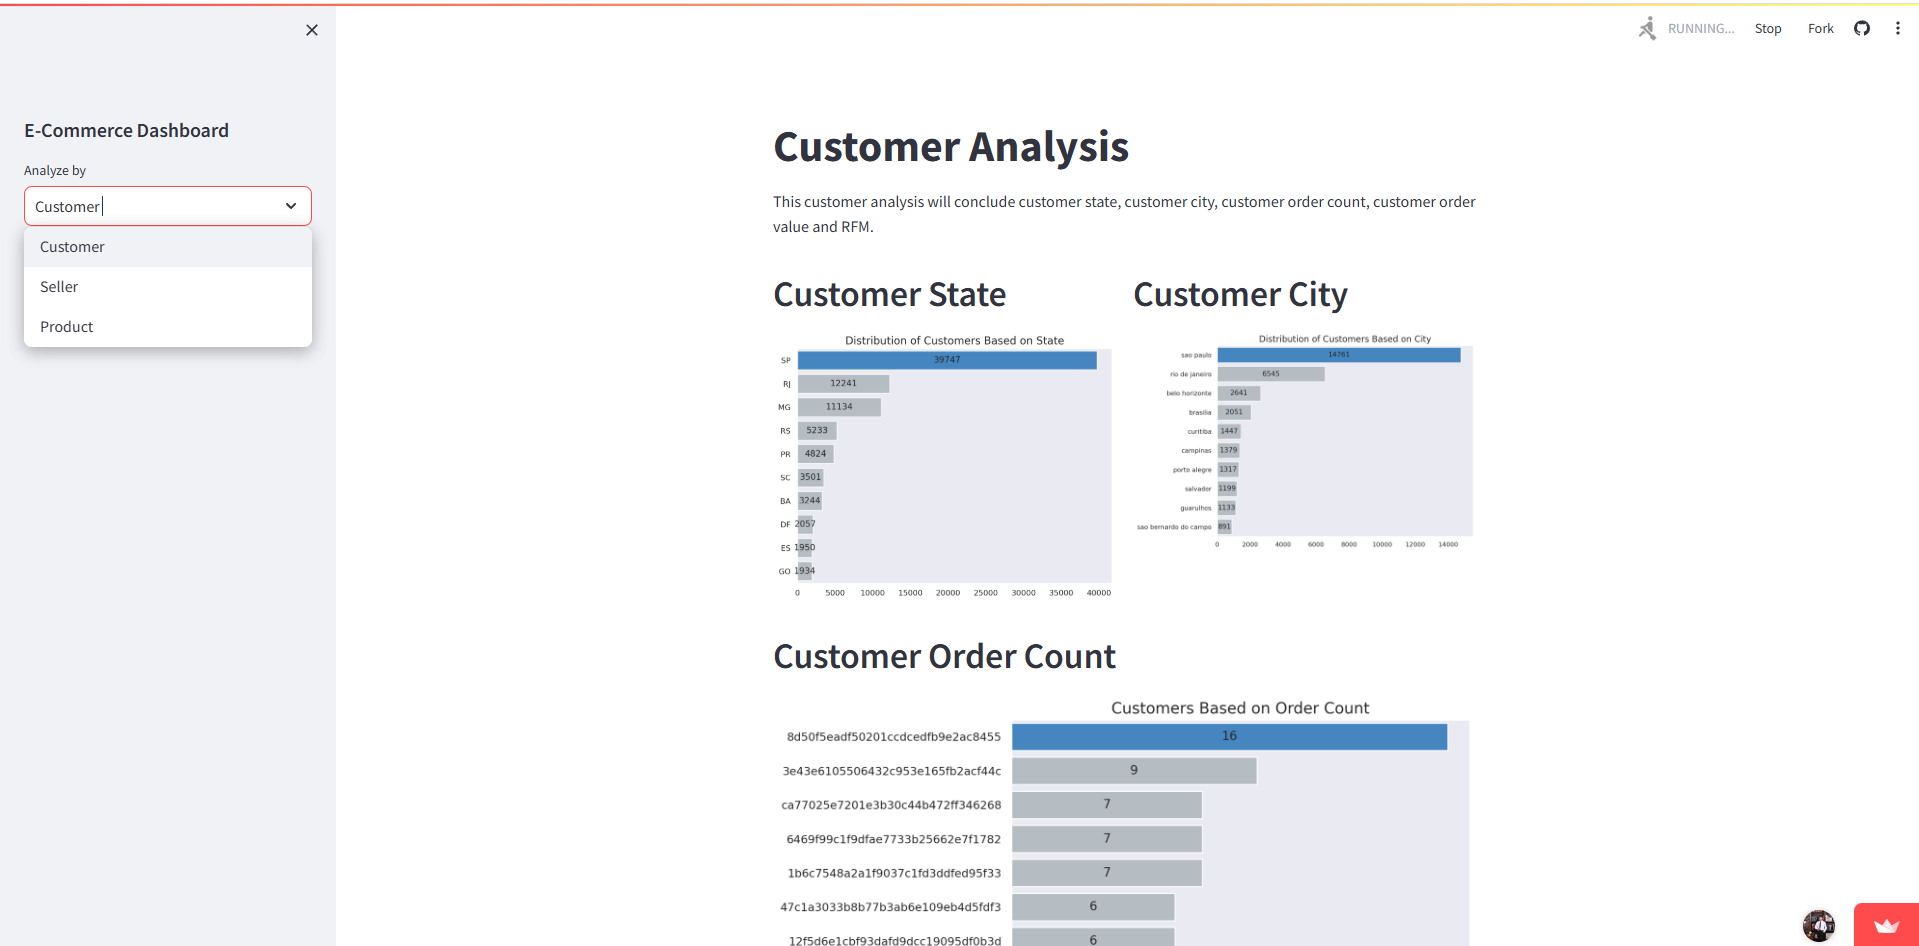 RUNNING...
Stop
Fork
E-Commerce Dashboard
Analyze by
Customer
Customer
Seller
Product
Customer Analysis
This customer analysis will conclude customer state, customer city, customer order count, customer order
value and RFM.
Customer State
Distribution of Customers Based on State
SP 39747
RJ 12241
MG 11134
RS 5233
PR 4824
SC 3501
BA 3244
DF 2057
ES 1950
GO 1934
0 5000 10000 15000 20000 25000 30000 35000 40000
Customer City
Distribution of Customers Based on City
sao paulo 14761
rio de janeiro 6545
belo horizonte 2641
brasilia 2051
curitiba 1447
campinas 1379
porto alegre 1317
salvador 1199
guarulhos 1133
sao bernardo do campo 891
0 2000 4000 6000 8000 10000 12000 14000
Customer Order Count
Customers Based on Order Count
8d50f5eadf50201ccdcedfb9e2ac8455 16
3e43e6105506432c953e165fb2acf44c 9
ca77025e7201e3b30c44b472ff346268 7
6469f99c1f9dfae7733b25662e7f1782 7
1b6c7548a2a1f9037c1fd3ddfed95f33 7
47c1a3033b8b77b3ab6e109eb4d5fdf3 6
12f5d6e1cbf93dafd9dcc19095df0b3d 6